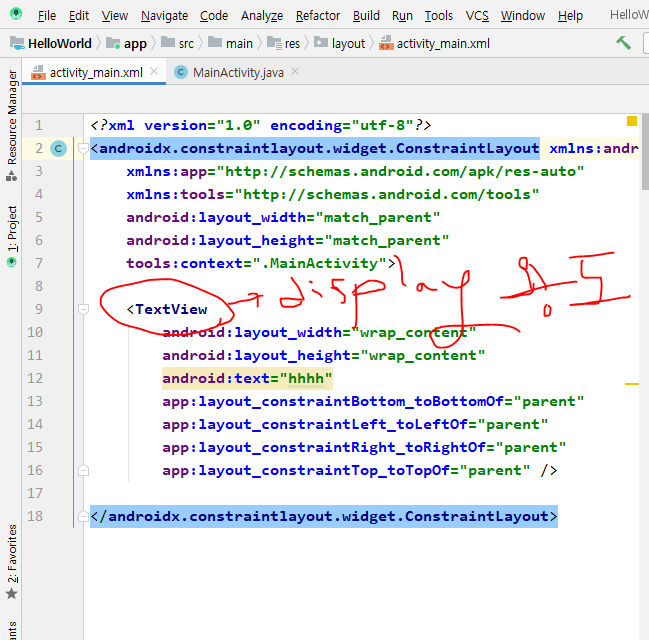 File Edit View Navigate Code Analyze Refactor Build Run Tools VCS Window Help HelloW
HelloWorld app src main res layout activity_main.xml
activity_main.xml MainActivity.java
Resource Manager
1: Project
2: Favorites
1 <?xml version="1.0" encoding="utf-8"?>
2 <androidx.constraintlayout.widget.ConstraintLayout xmlns:andr
3 xmlns:app="http://schemas.android.com/apk/res-auto"
4 xmlns:tools="http://schemas.android.com/tools"
5 android:layout_width="match_parent"
6 android:layout_height="match_parent"
7 tools:context=".MainActivity">
8
display
9 <TextView
10 android:layout_width="wrap_content"
11 android:layout_height="wrap_content"
12 android:text="hhhh"
13 app:layout_constraintBottom_toBottomOf="parent"
14 app:layout_constraintLeft_toLeftOf="parent"
15 app:layout_constraintRight_toRightOf="parent"
16 app:layout_constraintTop_toTopOf="parent" />
17
18 </androidx.constraintlayout.widget.ConstraintLayout>